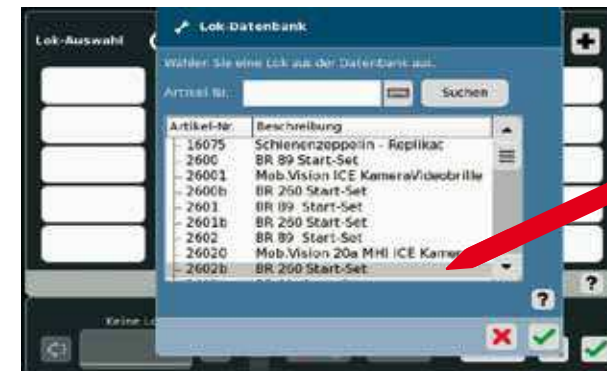 Lok-Datenbank
Lok-Auswahl
Wählen Sie eine Lok aus der Datenbank aus.
Artikel Nr.
Suchen
Artikel-Nr. Beschreibung
16075 Schienenzeppelin - Replikat
2600 BR 89 Start-Set
26001 Mob.Vision ICE KameraVideobrille
2600b BR 260 Start-Set
2601 BR 89 Start-Set
2601b BR 260 Start-Set
2602 BR 89 Start-Set
26020 Mob.Vision 20a MHI ICE Kamer
2602b BR 260 Start-Set
?
?
Keine Lo